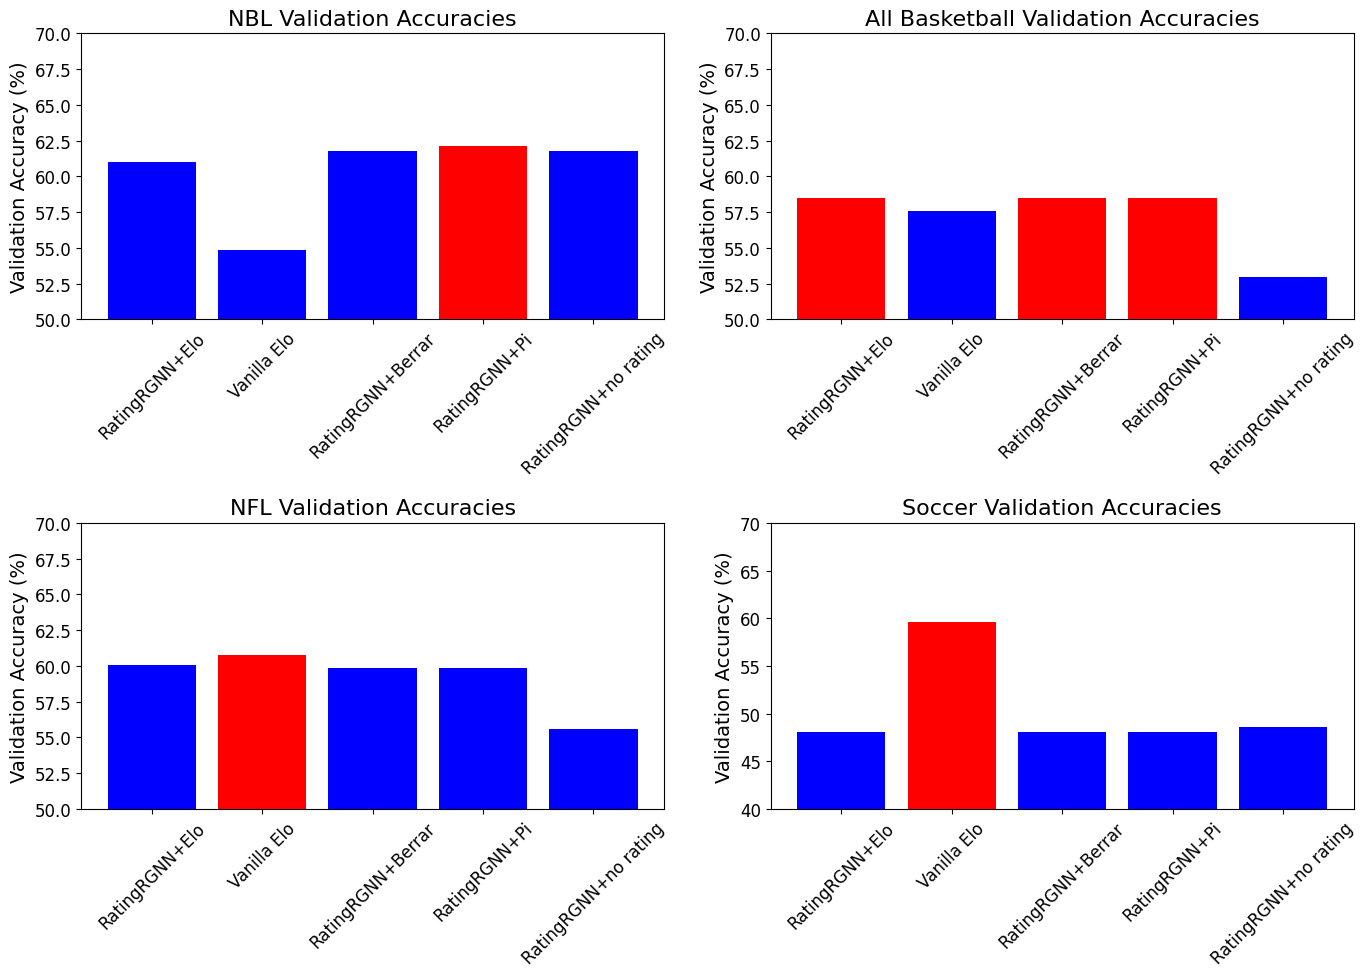 NBL Validation Accuracies
Validation Accuracy (%)
70.0
67.5
65.0
62.5
60.0
57.5
55.0
52.5
50.0
RatingRGNN+Elo
Vanilla Elo
RatingRGNN+Berrar
RatingRGNN+Pi
RatingRGNN+no rating
All Basketball Validation Accuracies
Validation Accuracy (%)
70.0
67.5
65.0
62.5
60.0
57.5
55.0
52.5
50.0
RatingRGNN+Elo
Vanilla Elo
RatingRGNN+Berrar
RatingRGNN+Pi
RatingRGNN+no rating
NFL Validation Accuracies
Validation Accuracy (%)
70.0
67.5
65.0
62.5
60.0
57.5
55.0
52.5
50.0
RatingRGNN+Elo
Vanilla Elo
RatingRGNN+Berrar
RatingRGNN+Pi
RatingRGNN+no rating
Soccer Validation Accuracies
Validation Accuracy (%)
70
65
60
55
50
45
40
RatingRGNN+Elo
Vanilla Elo
RatingRGNN+Berrar
RatingRGNN+Pi
RatingRGNN+no rating